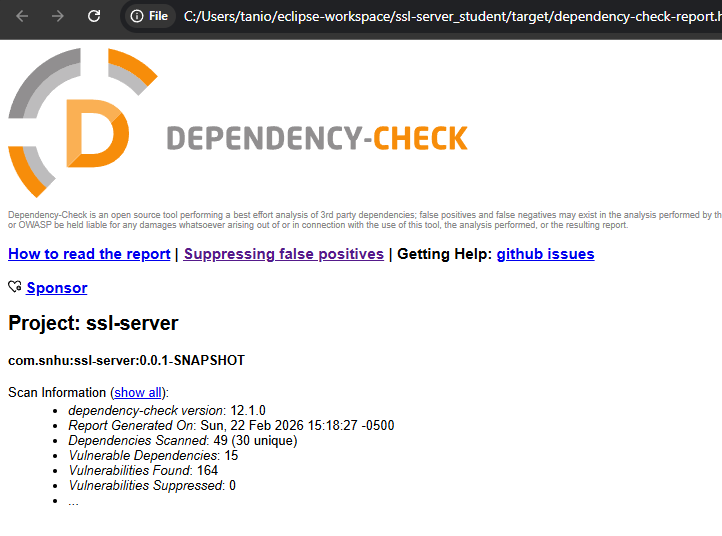 File
C:/Users/tanio/eclipse-workspace/ssl-server_student/target/dependency-check-report.h
D
DEPENDENCY-CHECK
Dependency-Check is an open source tool performing a best effort analysis of 3rd party dependencies; false positives and false negatives may exist in the analysis performed by th
or OWASP be held liable for any damages whatsoever arising out of or in connection with the use of this tool, the analysis performed, or the resulting report.
How to read the report | Suppressing false positives | Getting Help: github issues
Sponsor
Project: ssl-server
com.snhu:ssl-server:0.0.1-SNAPSHOT
Scan Information (show all):
• dependency-check version: 12.1.0
• Report Generated On: Sun, 22 Feb 2026 15:18:27 -0500
• Dependencies Scanned: 49 (30 unique)
• Vulnerable Dependencies: 15
• Vulnerabilities Found: 164
• Vulnerabilities Suppressed: 0
• ...